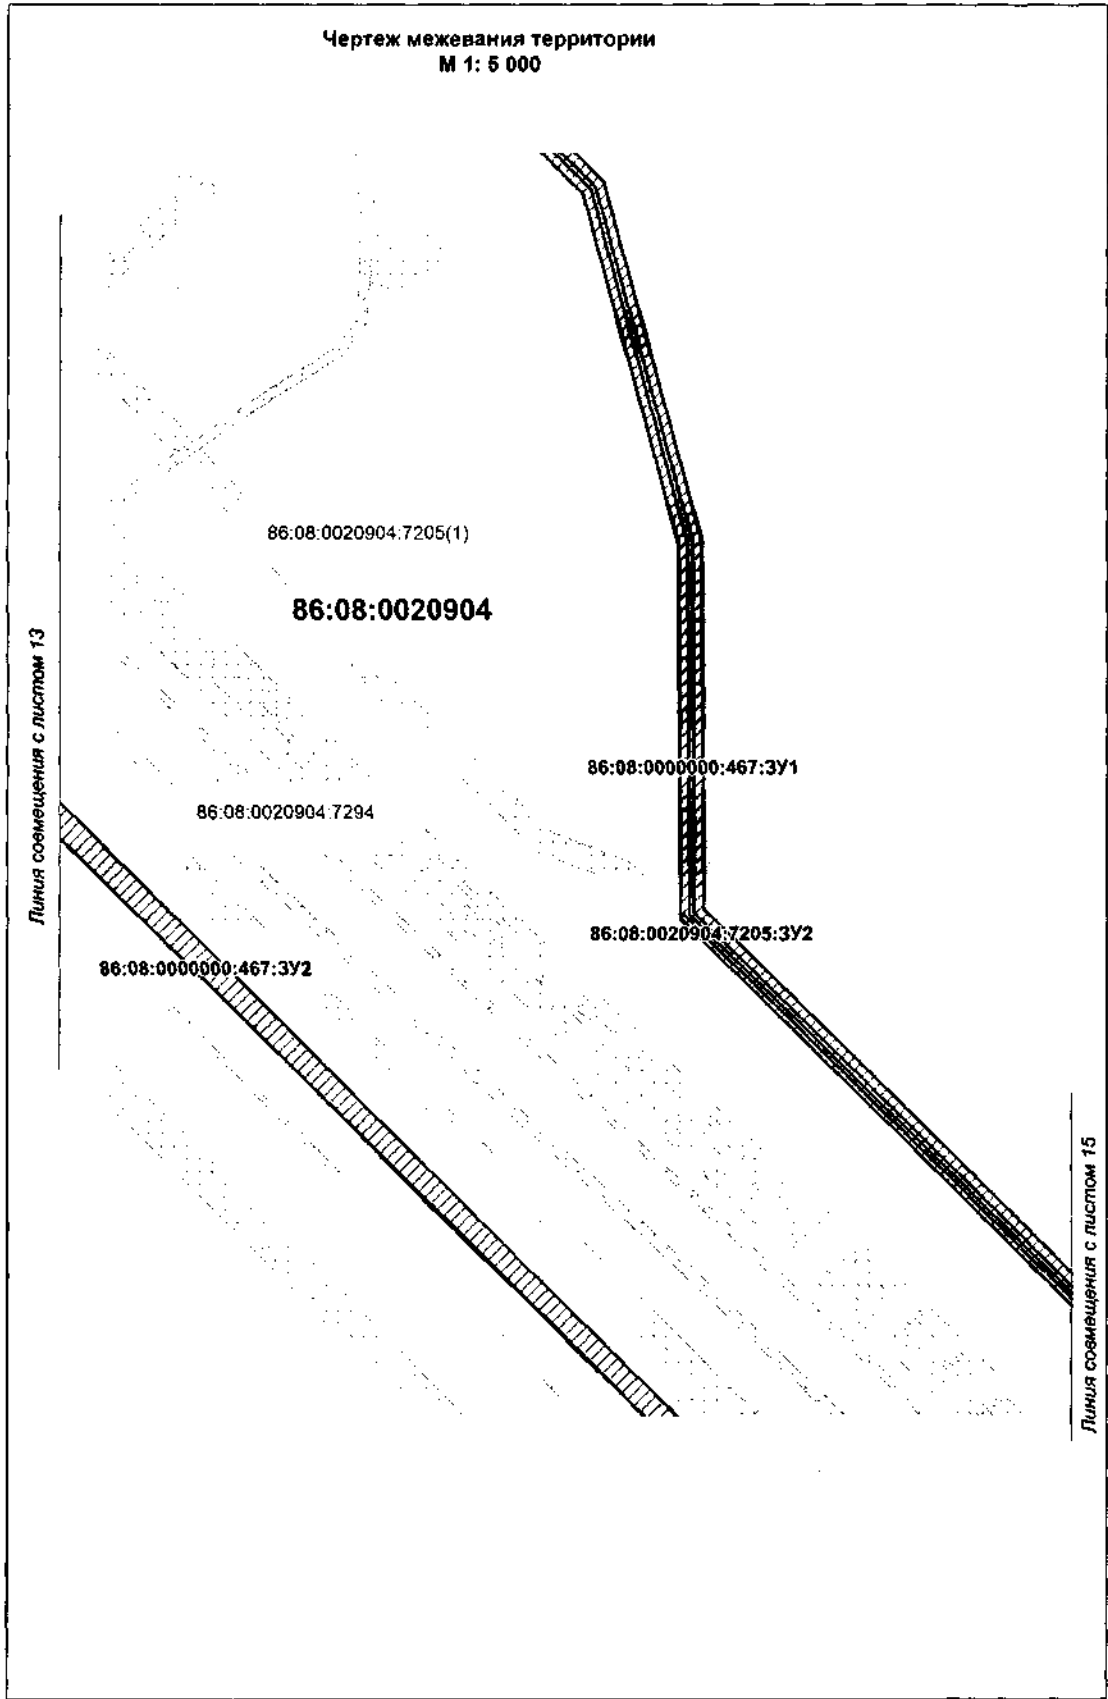 Чертеж межевания территории
М 1: 5 000
86:08:0020904:7205(1)
86:08:0020904
Линия совмещения с листом 13
86:08:0000000:467:ЗУ1
86:08:0020904:7294
86:08:0020904:7205:ЗУ2
86:08:0000000:467:ЗУ2
Линия совмещения с листом 15